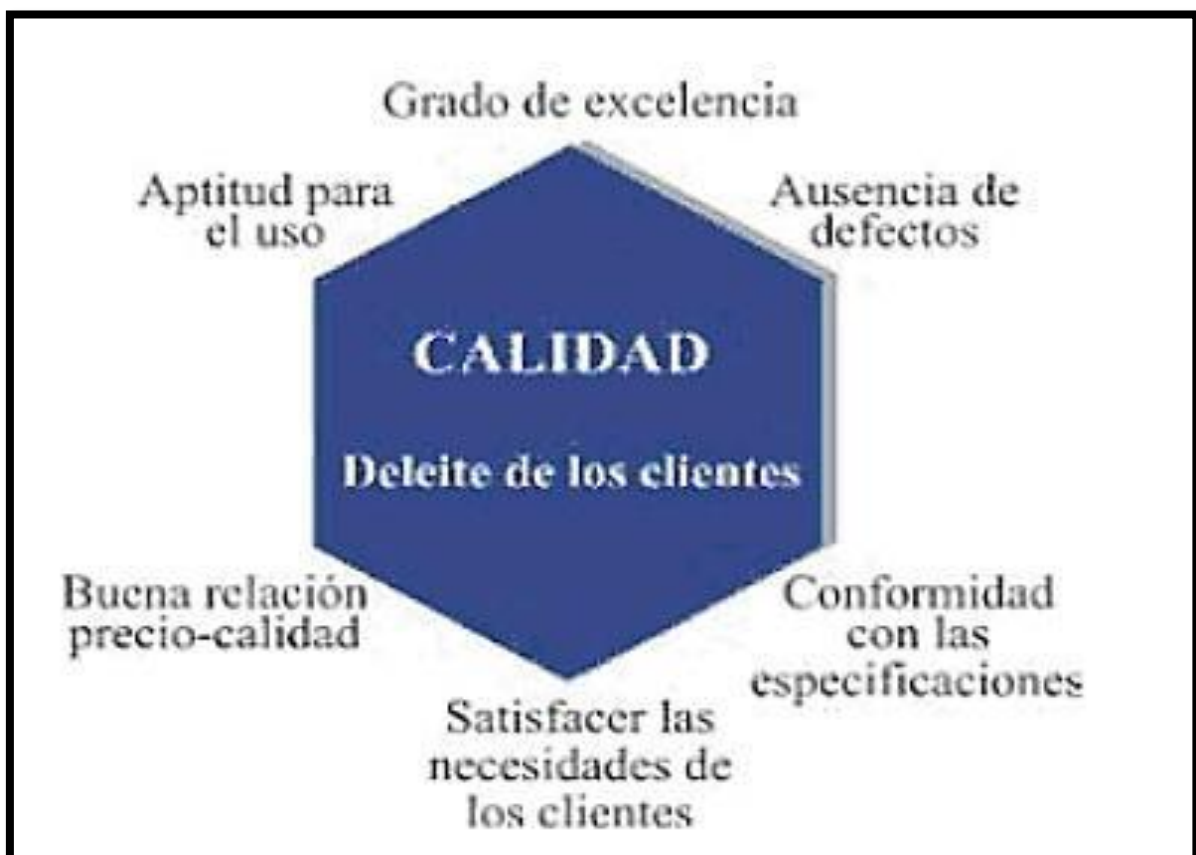 Grado de excelencia
Aptitud para
el uso
Ausencia de
defectos
CALIDAD
Deleite de los clientes
Buena relación
precio-calidad
Conformidad
con las
especificaciones
Satisfacer las
necesidades de
los clientes